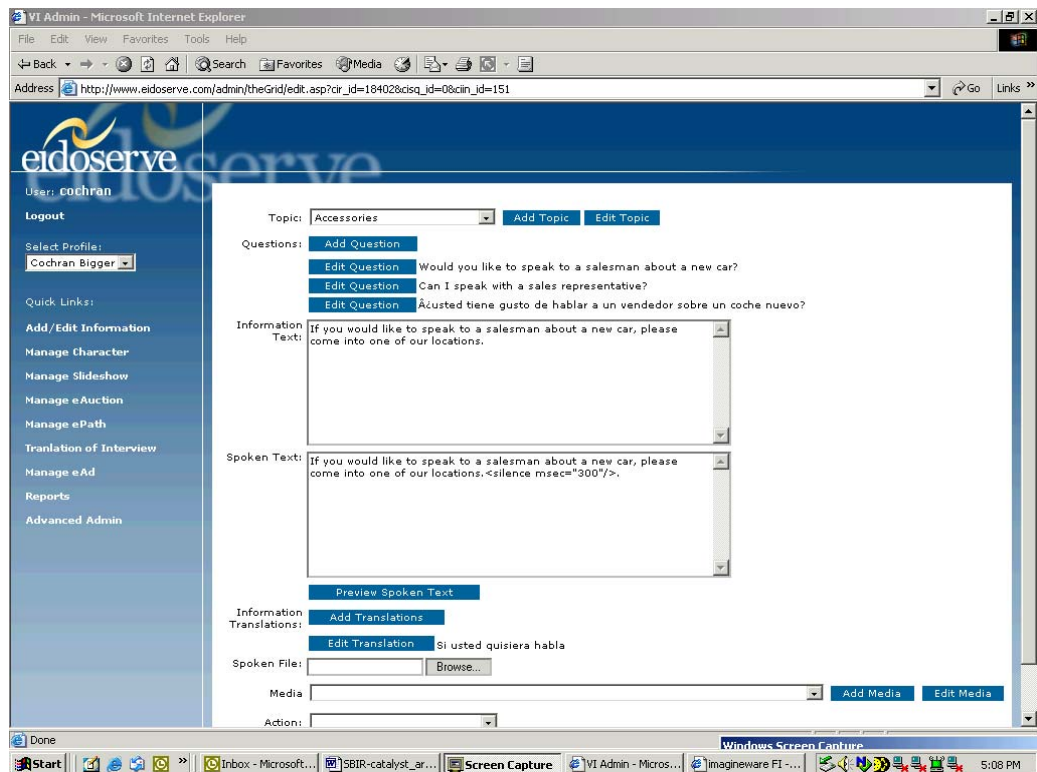 VI Admin - Microsoft Internet Explorer
File Edit View Favorites Tools Help
Back Search Favorites Media
Address http://www.eidoserve.com/admin/theGrid/edit.asp?cir_id=18402&cisq_id=0&ciin_id=151 Go Links »
eidoserve
eidoserve
User: cochran
Logout
Select Profile:
Cochran Bigger
Quick Links:
Add/Edit Information
Manage Character
Manage Slideshow
Manage eAuction
Manage ePath
Tranlation of Interview
Manage eAd
Reports
Advanced Admin
Topic: Accessories Add Topic Edit Topic
Questions: Add Question
Edit Question Would you like to speak to a salesman about a new car?
Edit Question Can I speak with a sales representative?
Edit Question Â¿usted tiene gusto de hablar a un vendedor sobre un coche nuevo?
Information Text: If you would like to speak to a salesman about a new car, please
come into one of our locations.
Spoken Text: If you would like to speak to a salesman about a new car, please
come into one of our locations.<silence msec="300"/>.
Preview Spoken Text
Information Translations: Add Translations
Edit Translation Si usted quisiera habla
Spoken File: Browse...
Media Add Media Edit Media
Action:
Done
Windows Screen Capture
Start » Inbox - Microsoft... SBIR-catalyst_ar... Screen Capture VI Admin - Micros... imagineware FI -... 5:08 PM